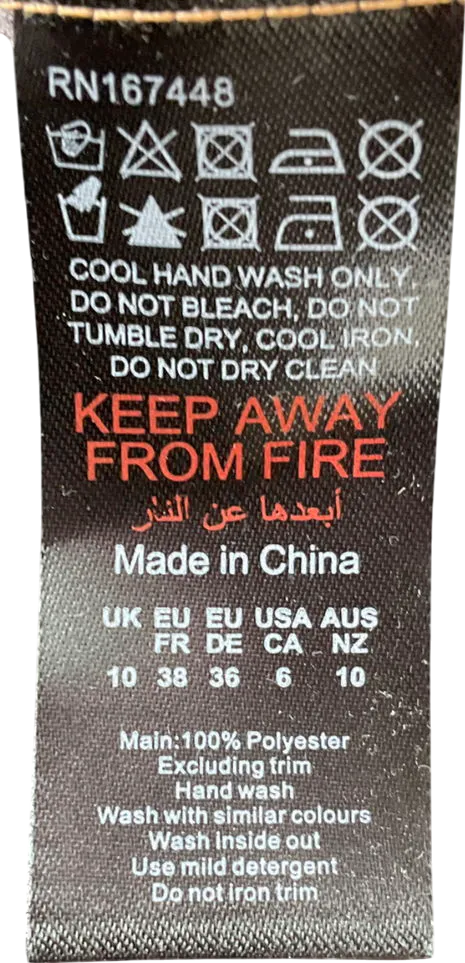 RN167448
COOL HAND WASH ONLY,
DO NOT BLEACH, DO NOT
TUMBLE DRY, COOL IRON,
DO NOT DRY CLEAN
KEEP AWAY
FROM FIRE
أبعدها عن النار
Made in China
UK EU EU USA AUS
FR DE CA NZ
10 38 36 6 10
Main:100% Polyester
Excluding trim
Hand wash
Wash with similar colours
Wash inside out
Use mild detergent
Do not iron trim